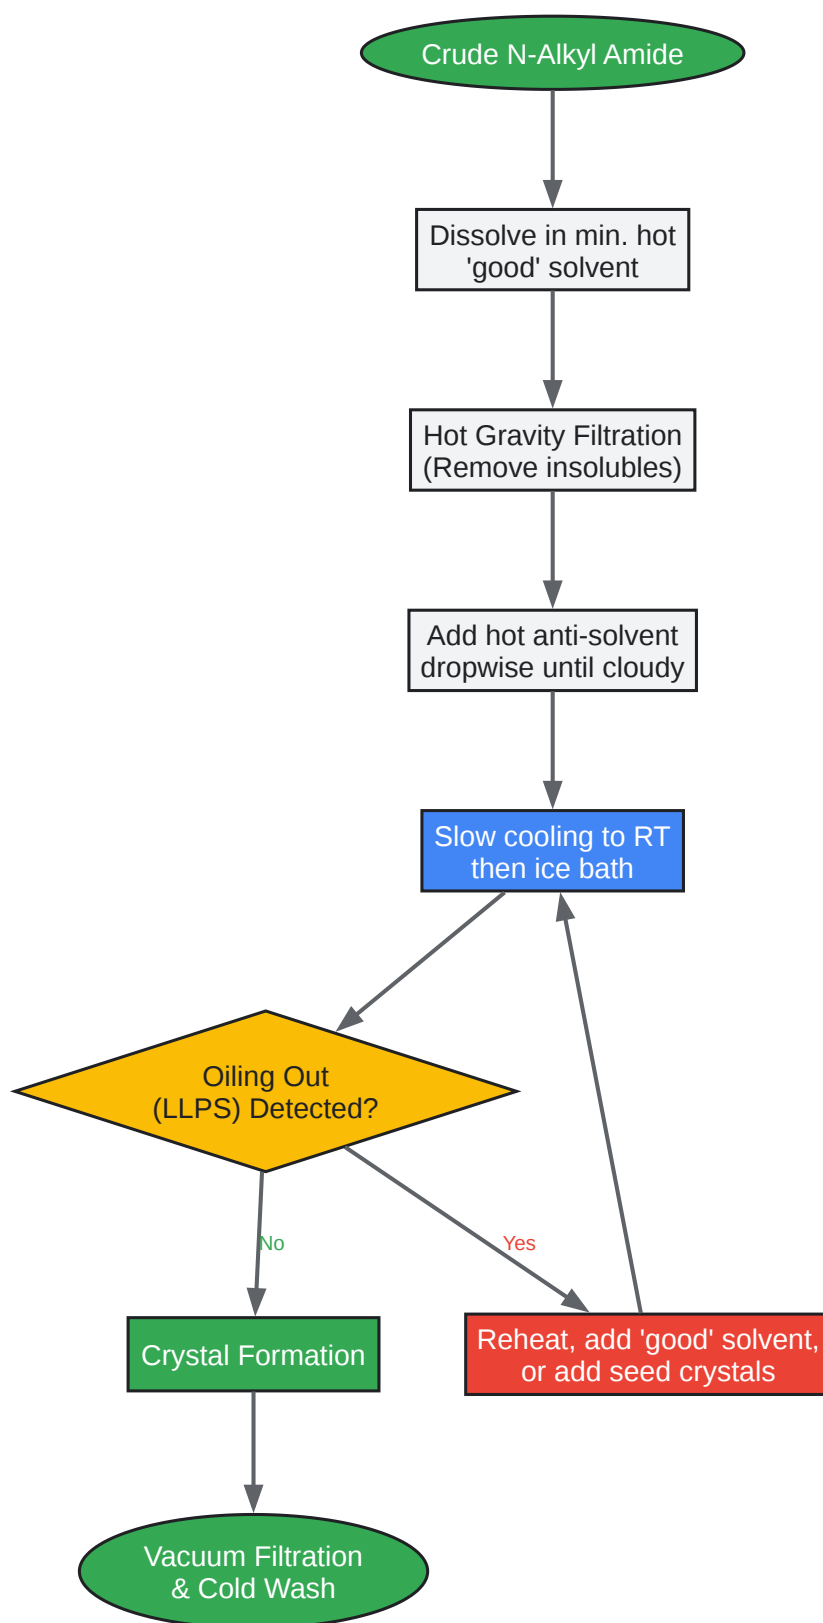 Crude N-Alkyl Amide
Dissolve in min. hot
'good' solvent
Hot Gravity Filtration
(Remove insolubles)
Add hot anti-solvent
dropwise until cloudy
Slow cooling to RT
then ice bath
Oiling Out
(LLPS) Detected?
No
Yes
Crystal Formation
Reheat, add 'good' solvent,
or add seed crystals
Vacuum Filtration
& Cold Wash